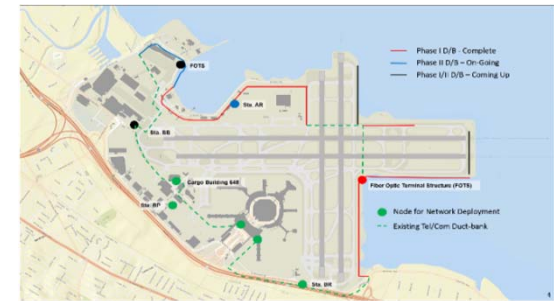 Phase I D/B - Complete
Phase II D/B – On-Going
Phase I/II D/B – Coming Up
FOTS
Sta. AR
Sta. BB
Cargo Building 648
Sta. BP
Fiber Optic Terminal Structure (FOTS)
Node for Network Deployment
Existing Tel/Com Duct-bank
Sta. BR